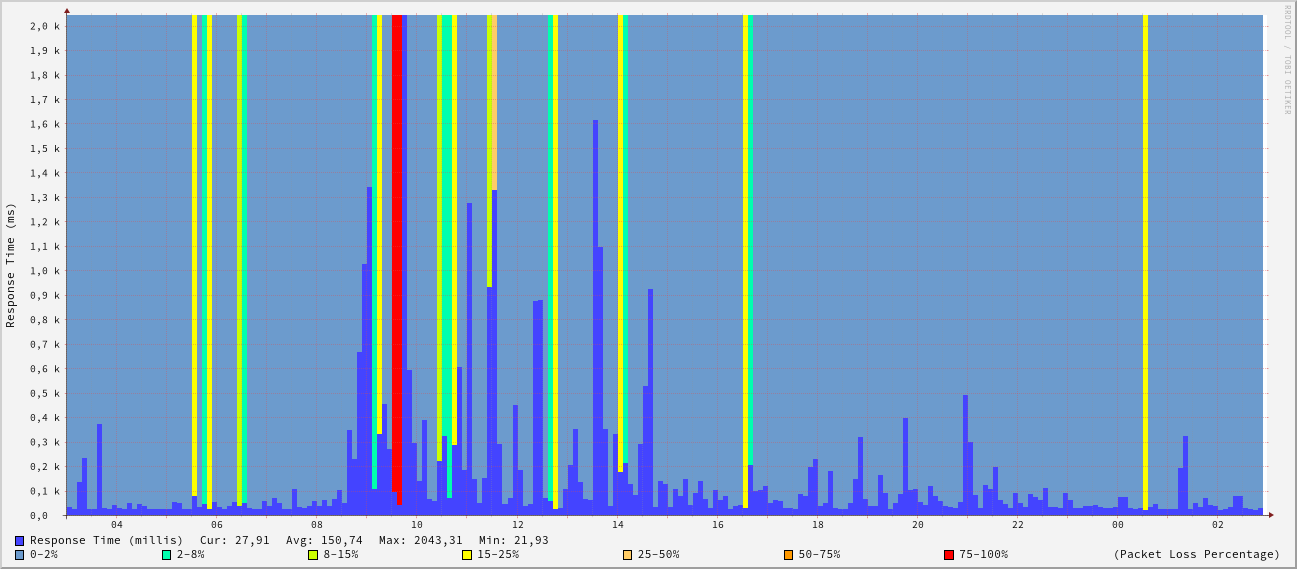 RRDTOOL / TOBI OETIKER
Response Time (ms)
2,0 k
1,9 k
1,8 k
1,7 k
1,6 k
1,5 k
1,4 k
1,3 k
1,2 k
1,1 k
1,0 k
0,9 k
0,8 k
0,7 k
0,6 k
0,5 k
0,4 k
0,3 k
0,2 k
0,1 k
0,0
04 06 08 10 12 14 16 18 20 22 00 02
Response Time (millis) Cur: 27,91 Avg: 150,74 Max: 2043,31 Min: 21,93
0-2% 2-8% 8-15% 15-25% 25-50% 50-75% 75-100% (Packet Loss Percentage)